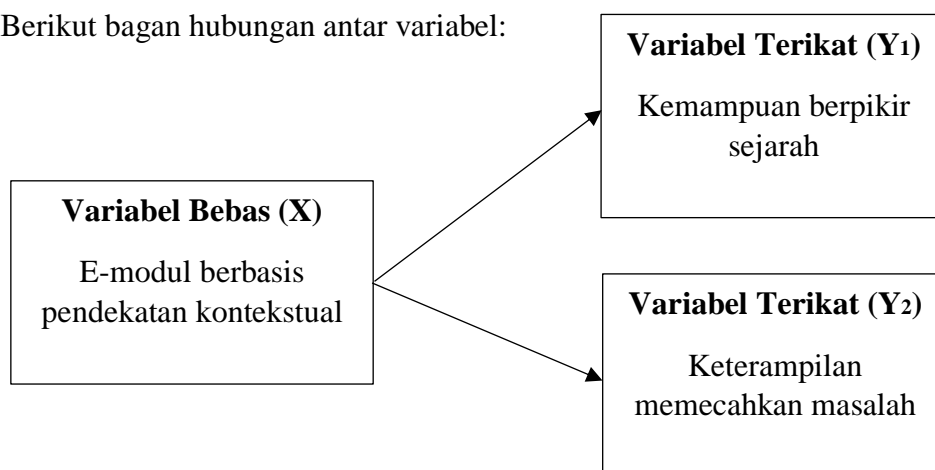 Berikut bagan hubungan antar variabel:
Variabel Terikat (Y1)
Kemampuan berpikir
sejarah
Variabel Bebas (X)
E-modul berbasis
pendekatan kontekstual
Variabel Terikat (Y2)
Keterampilan
memecahkan masalah